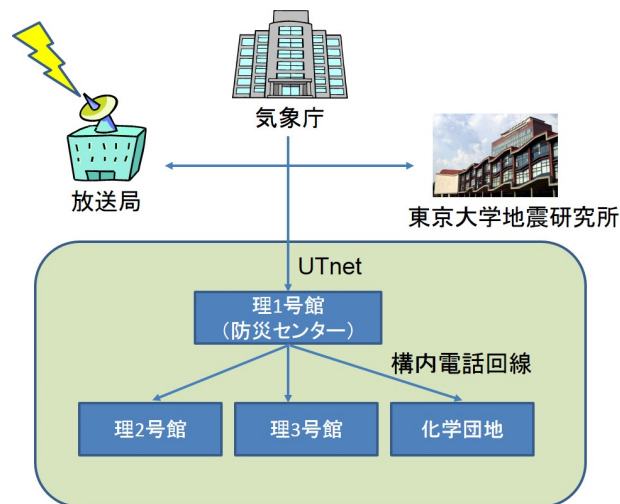 気象庁
放送局
東京大学地震研究所
UTnet
理1号館
（防災センター）
構内電話回線
理2号館
理3号館
化学団地